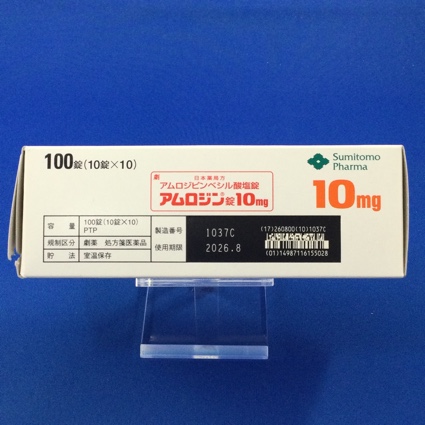 100錠(10錠×10)
Sumitomo
Pharma
劇 日本薬局方
アムロジピンベシル酸塩錠
アムロジン®錠10mg
10mg
容量 100錠(10錠×10)
PTP
規制区分 劇薬 処方箋医薬品
貯法 室温保存
製造番号 1037C
使用期限 2026.8
(17)260800(10)1037C
(01)14987116155028